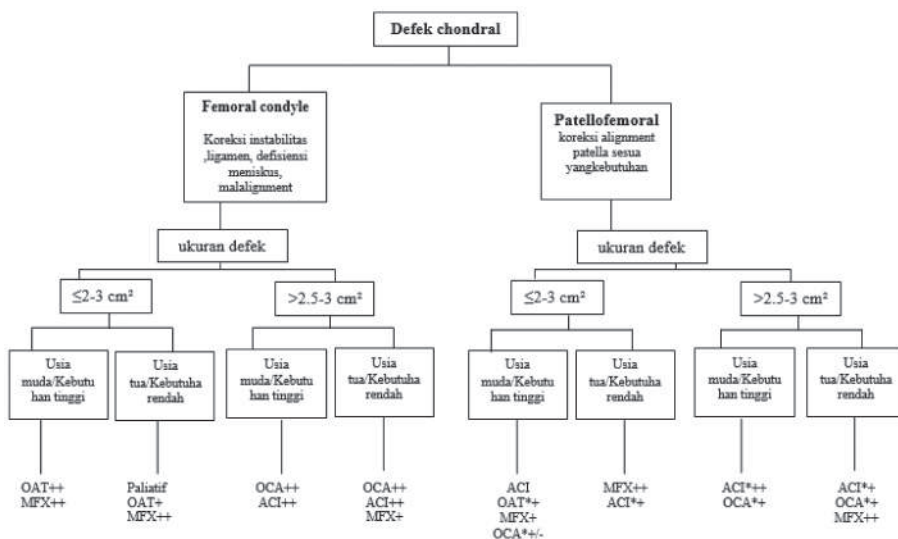 Defek chondral
Femoral condyle
Koreksi instabilitas
,ligamen, defisiensi
meniskus,
malalignment
Patellofemoral
koreksi alignment
patella sesua
yangkebutuhan
ukuran defek
ukuran defek
≤2-3 cm²
>2.5-3 cm²
≤2-3 cm²
>2.5-3 cm²
Usia
muda/Kebutu
han tinggi
Usia
tua/Kebutuha
rendah
Usia
muda/Kebutu
han tinggi
Usia
tua/Kebutuha
rendah
Usia
muda/Kebutu
han tinggi
Usia
tua/Kebutuha
rendah
Usia
muda/Kebutu
han tinggi
Usia
tua/Kebutuha
rendah
OAT++
MFX++
Paliatif
OAT+
MFX++
OCA++
ACI++
OCA++
ACI++
MFX+
ACI
OAT*+
MFX+
OCA*+/-
MFX++
ACI*+
ACI*++
OCA*+
ACI*+
OCA*+
MFX++